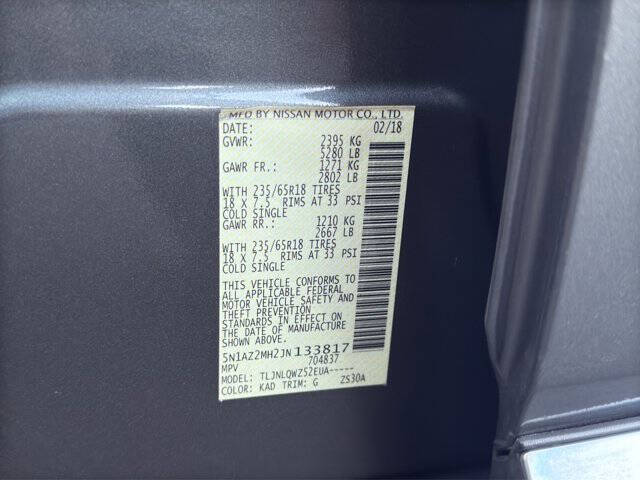 MFD BY NISSAN MOTOR CO., LTD.
DATE: 02/18
GVWR: 2395 KG
5280 LB
GAWR FR.: 1271 KG
2802 LB
WITH 235/65R18 TIRES
18 X 7.5 RIMS AT 33 PSI
COLD SINGLE
GAWR RR.: 1210 KG
2667 LB
WITH 235/65R18 TIRES
18 X 7.5 RIMS AT 33 PSI
COLD SINGLE
THIS VEHICLE CONFORMS TO
ALL APPLICABLE FEDERAL
MOTOR VEHICLE SAFETY AND
THEFT PREVENTION
STANDARDS IN EFFECT ON
THE DATE OF MANUFACTURE
SHOWN ABOVE.
5N1AZ2MH2JN133817
MPV 704837
MODEL: TLJNLQWZ52EUA-----
COLOR: KAD TRIM: G ZS30A